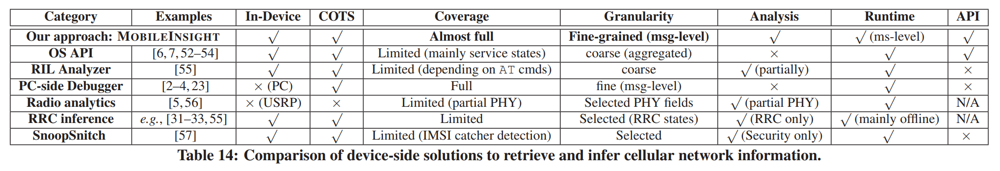 Category Examples In-Device COTS Coverage Granularity Analysis Runtime API
Our approach: MOBILEINSIGHT √ √ Almost full Fine-grained (msg-level) √ √ (ms-level) √
OS API [6, 7, 52–54] √ √ Limited (mainly service states) coarse (aggregated) × √ √
RIL Analyzer [55] √ √ Limited (depending on AT cmds) coarse √ (partially) √ ×
PC-side Debugger [2–4, 23] × (PC) √ Full fine (msg-level) × √ ×
Radio analytics [5, 56] × (USRP) × Limited (partial PHY) Selected PHY fields √ (partial PHY) √ N/A
RRC inference e.g., [31–33, 55] √ √ Limited Selected (RRC states) √ (RRC only) √ (mainly offline) N/A
SnoopSnitch [57] √ √ Limited (IMSI catcher detection) Selected √ (Security only) √ ×
Table 14: Comparison of device-side solutions to retrieve and infer cellular network information.